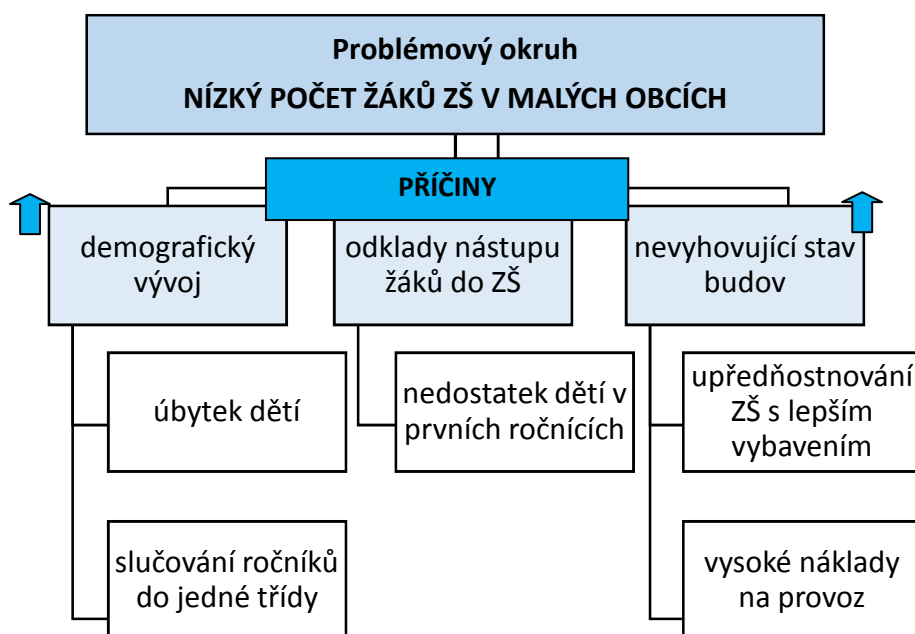 Problémový okruh
NÍZKÝ POČET ŽÁKŮ ZŠ V MALÝCH OBCÍCH
PŘÍČINY
demografický
vývoj
odklady nástupu
žáků do ZŠ
nevyhovující stav
budov
úbytek dětí
nedostatek dětí v
prvních ročnících
upřednostnování
ZŠ s lepším
vybavením
slučování ročníků
do jedné třídy
vysoké náklady
na provoz